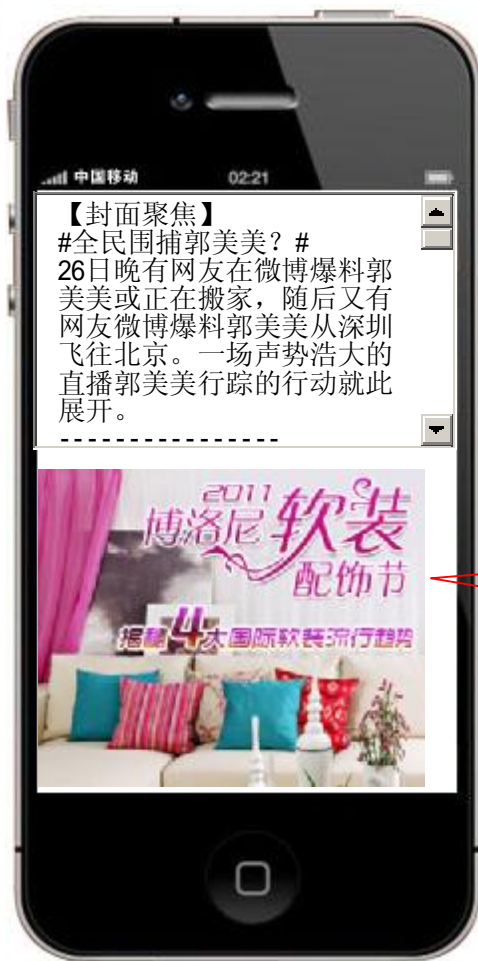 中国移动 02:21
【封面聚焦】
#全民围捕郭美美？#
26日晚有网友在微博爆料郭
美美或正在搬家，随后又有
网友微博爆料郭美美从深圳
飞往北京。一场声势浩大的
直播郭美美行踪的行动就此
展开。
----------------
2011
博洛尼软装
配饰节
揭秘4大国际软装流行趋势